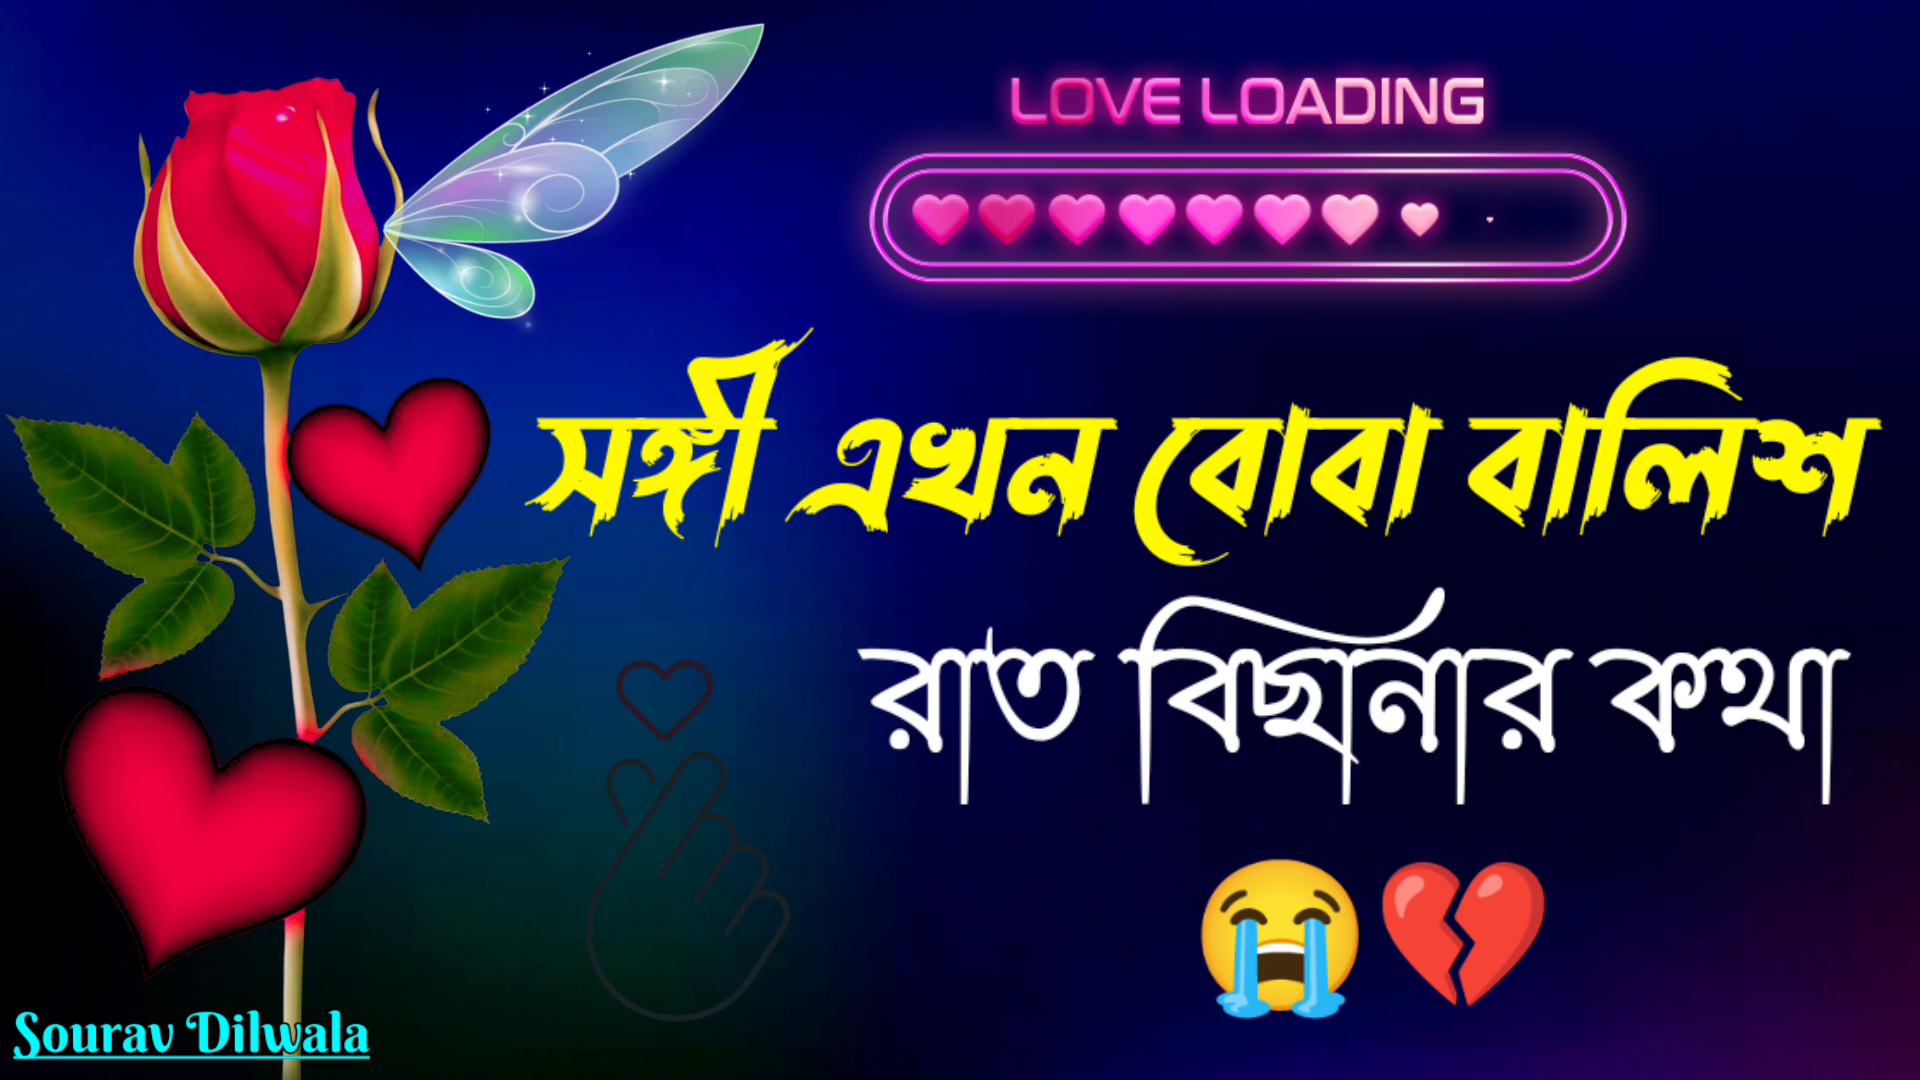 LOVE LOADING
সঙ্গী এখন বোবা বালিশ
রাত বিছানার কথা
Sourav Dilwala